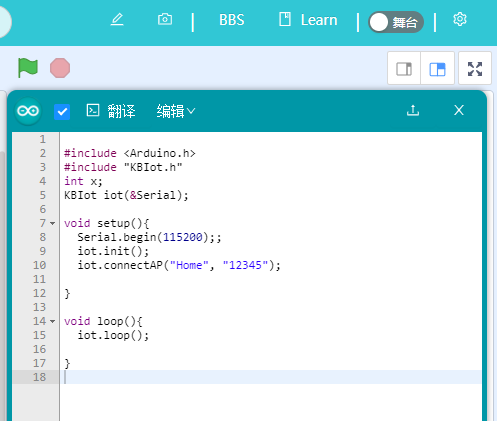 BBS Learn 舞台
翻译 编辑
1
2 #include <Arduino.h>
3 #include "KBIot.h"
4 int x;
5 KBIot iot(&Serial);
6
7 void setup(){
8 Serial.begin(115200);;
9 iot.init();
10 iot.connectAP("Home", "12345");
11
12 }
13
14 void loop(){
15 iot.loop();
16
17 }
18